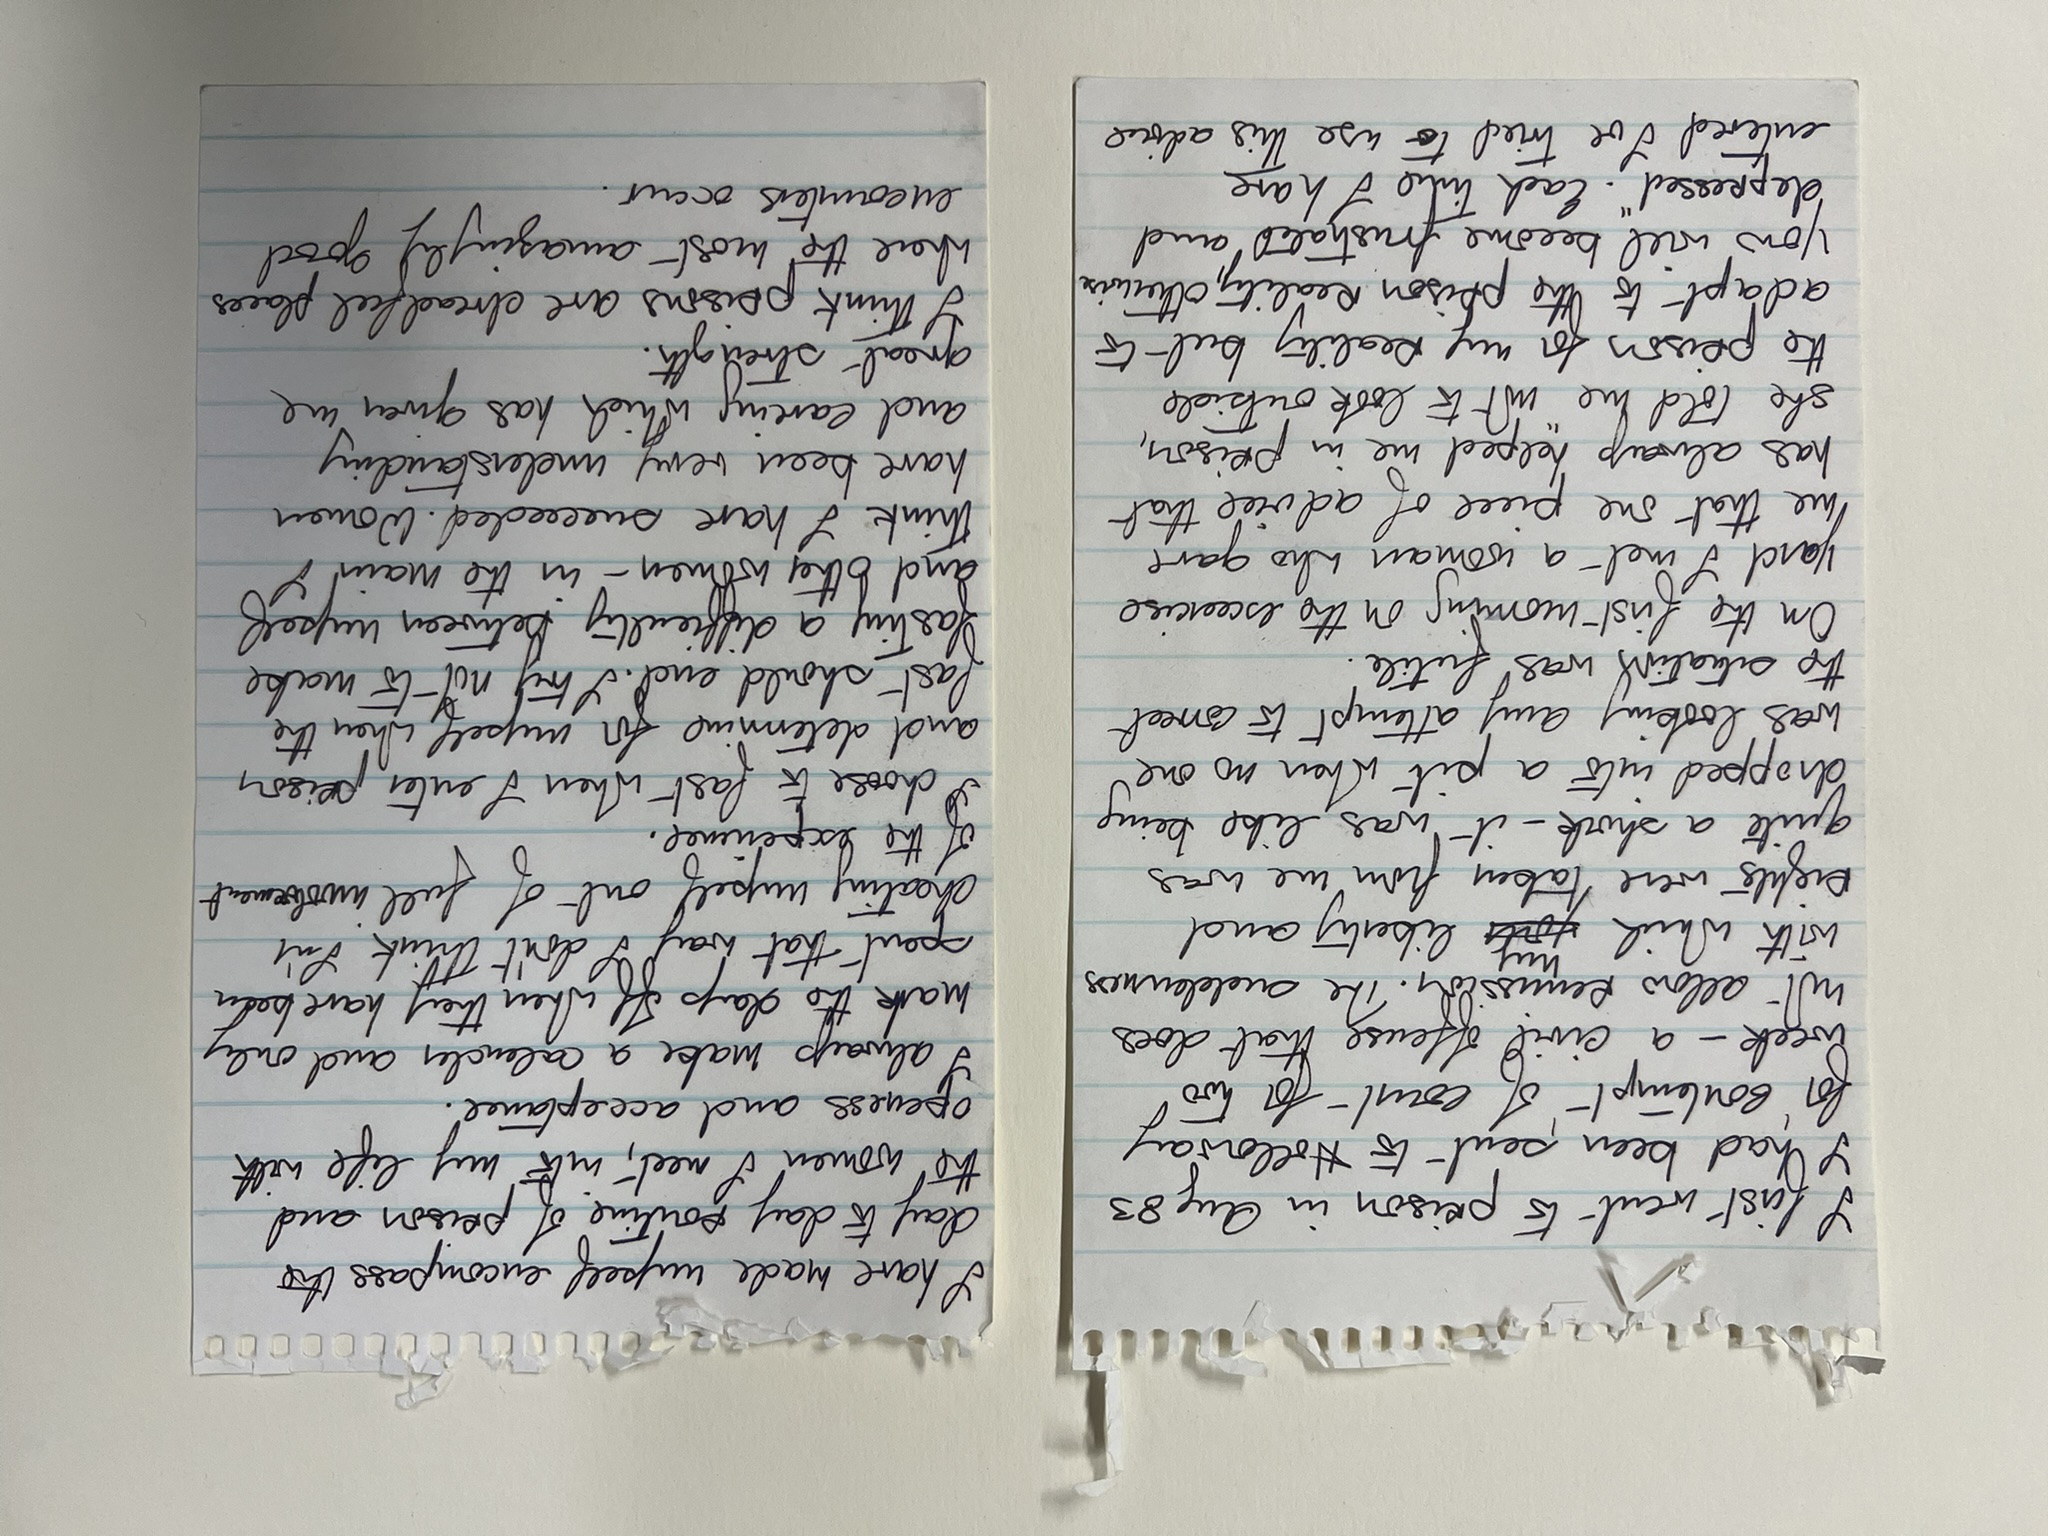 I first went to prison in Aug 83
I had been sent to Holloway
for contempt of court for two
week – a civil offense that does
not allow remission. The suddenness
with which my liberty and
rights were taken from me was
quite a shock – it was like being
dropped into a pit when no one
was looking any attempt to correct
the situation was futile.
On the first morning on the excercise
yard I met a woman who gave
me that one piece of advice that
has always helped me in prison,
she told me "not to look outside
the prison for my reality but to
adapt to the prison reality, otherwise
you will become frustrated and
depressed". Each time I have
entered I've tried to use this advice
I have made myself encompass the
day to day routine of prison and
the women I meet, into my life with
openess and acceptance.
I always make a calender and only
mark the days off when they have been
spent that way I don't think I'm
cheating myself out of full involvement
of the experience.
I choose to fast when I enter prison
and determine for myself when the
fast should end. I try not to make
fasting a difficulty between myself
and other women – in the main I
think I have succeeded. Women
have been very understanding
and careing which has given me
great strength.
I think prisons are dreadful places
where the most amazingly good
encounters occur.